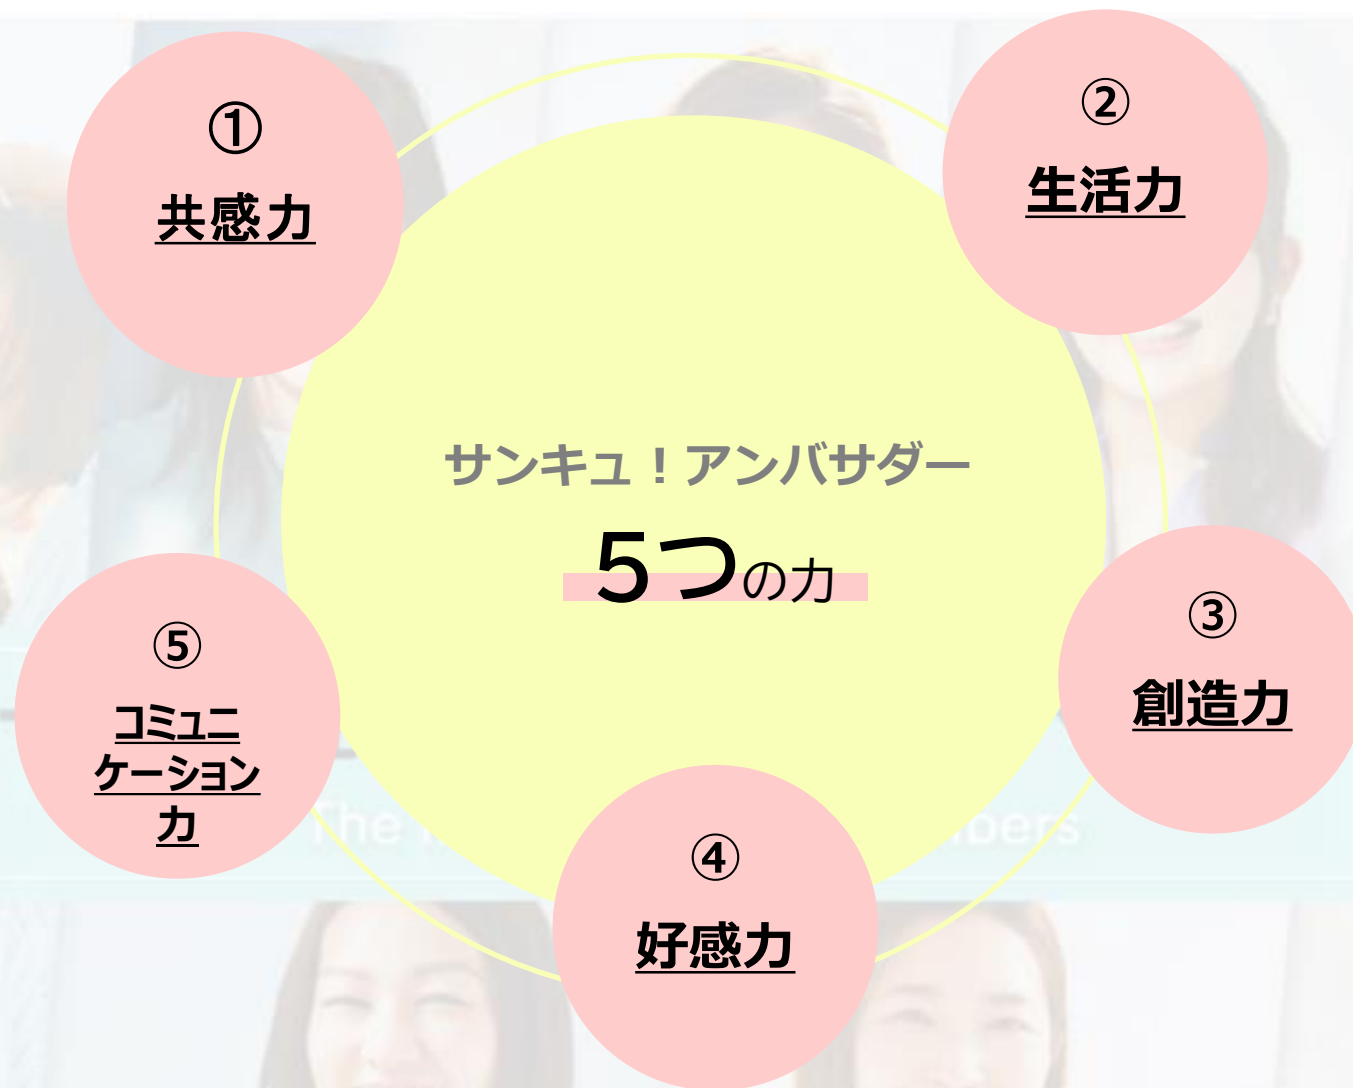 ①
共感力
②
生活力
サンキュ！アンバサダー
5つの力
③
創造力
④
好感力
⑤
コミュニ
ケーション
力
The